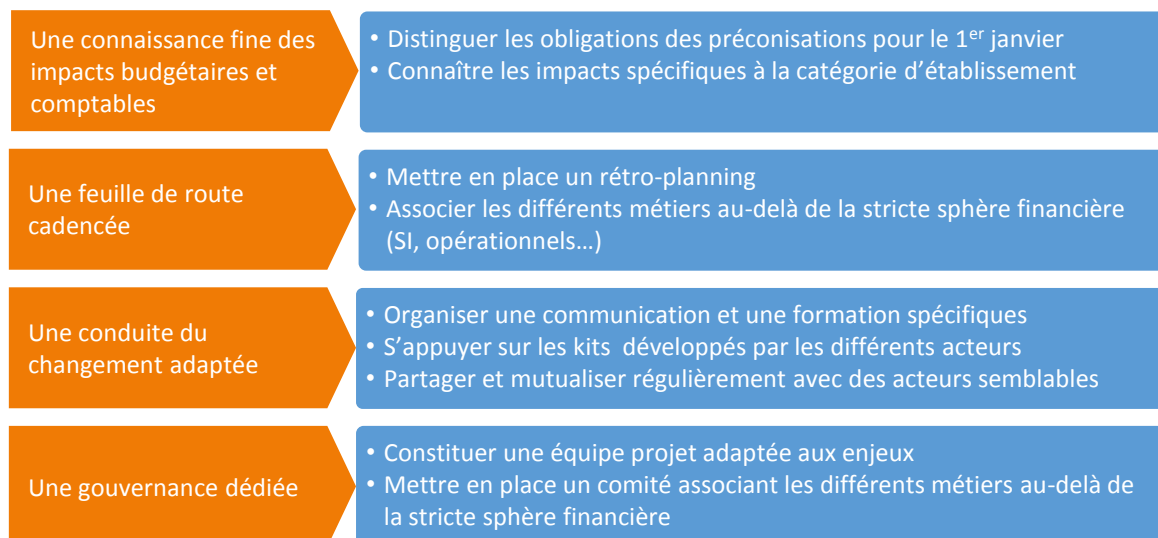 Une connaissance fine des
impacts budgétaires et
comptables
• Distinguer les obligations des préconisations pour le 1er janvier
• Connaître les impacts spécifiques à la catégorie d’établissement
Une feuille de route
cadencée
• Mettre en place un rétro-planning
• Associer les différents métiers au-delà de la stricte sphère financière
(SI, opérationnels…)
Une conduite du
changement adaptée
• Organiser une communication et une formation spécifiques
• S’appuyer sur les kits développés par les différents acteurs
• Partager et mutualiser régulièrement avec des acteurs semblables
Une gouvernance dédiée
• Constituer une équipe projet adaptée aux enjeux
• Mettre en place un comité associant les différents métiers au-delà de
la stricte sphère financière